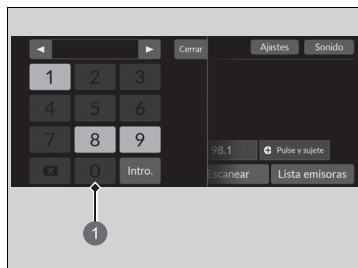 Cerrar Ajustes Sonido
1 2 3
4 5 6
7 8 9
98.1 Pulse y sujete
0 Intro. Escanear Lista emisoras
1